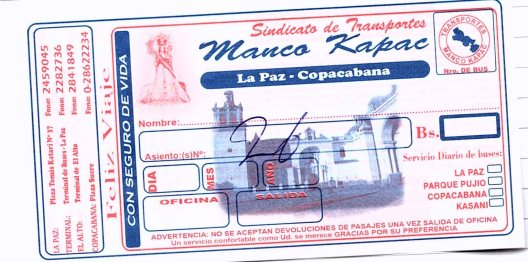 Sindicato de Transportes
Manco Kapac
La Paz - Copacabana
TRANSPORTES
MANCO KAPAC
Nro. DE BUS
Nombre:
Asiento:(s)Nº:
Bs.
DIA
MES
AÑO
OFICINA
SALIDA
Servicio Diario de buses:
LA PAZ
PARQUE PUJIO
COPACABANA
KASANI
ADVERTENCIA: NO SE ACEPTAN DEVOLUCIONES DE PASAJES UNA VEZ SALIDA DE OFICINA
Un servicio confortable como Ud. se merece GRACIAS POR SU PREFERENCIA
CON SEGURO DE VIDA
Feliz Viaje
LA PAZ: Plaza Tomás Katari Nº 37 Fono: 2459045
TERMINAL: Terminal de Buses - La Paz Fono: 2282736
EL ALTO: Terminal de El Alto Fono: 2841849
COPACABANA: Plaza Sucre Fono: 0-28622234